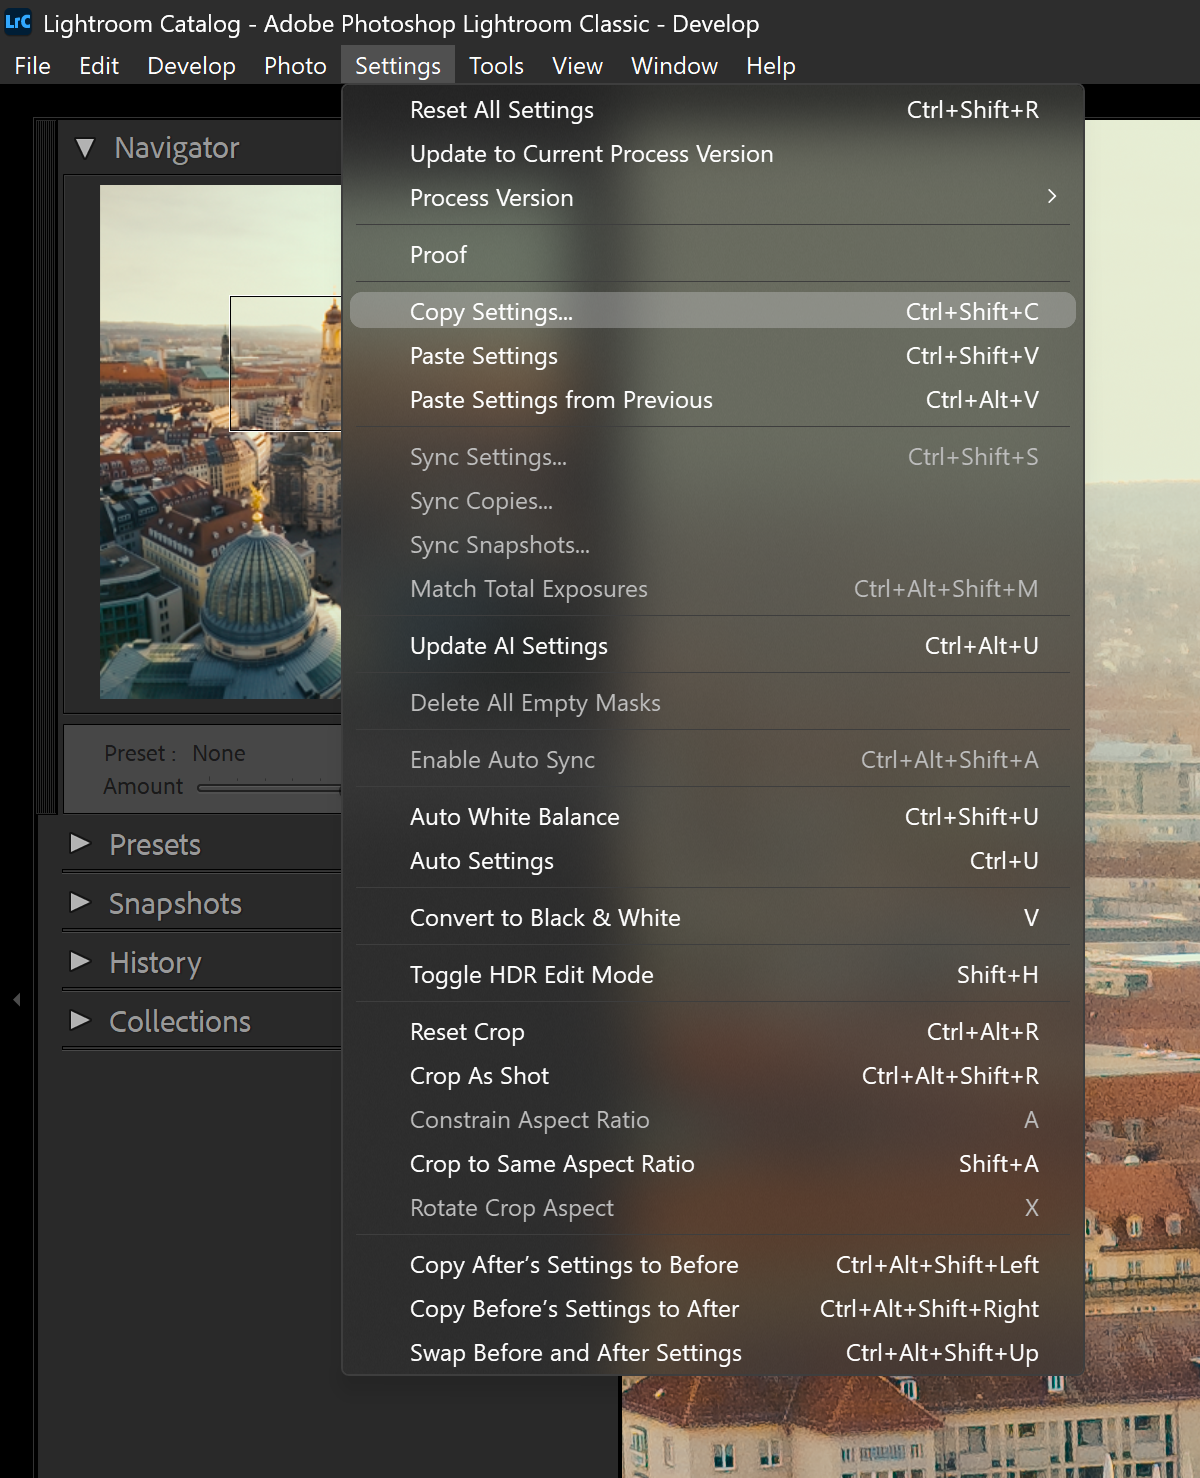 LrC Lightroom Catalog - Adobe Photoshop Lightroom Classic - Develop
File Edit Develop Photo Settings Tools View Window Help
Navigator
Preset : None
Amount
Presets
Snapshots
History
Collections
Reset All Settings Ctrl+Shift+R
Update to Current Process Version
Process Version
Proof
Copy Settings... Ctrl+Shift+C
Paste Settings Ctrl+Shift+V
Paste Settings from Previous Ctrl+Alt+V
Sync Settings... Ctrl+Shift+S
Sync Copies...
Sync Snapshots...
Match Total Exposures Ctrl+Alt+Shift+M
Update AI Settings Ctrl+Alt+U
Delete All Empty Masks
Enable Auto Sync Ctrl+Alt+Shift+A
Auto White Balance Ctrl+Shift+U
Auto Settings Ctrl+U
Convert to Black & White V
Toggle HDR Edit Mode Shift+H
Reset Crop Ctrl+Alt+R
Crop As Shot Ctrl+Alt+Shift+R
Constrain Aspect Ratio A
Crop to Same Aspect Ratio Shift+A
Rotate Crop Aspect X
Copy After’s Settings to Before Ctrl+Alt+Shift+Left
Copy Before’s Settings to After Ctrl+Alt+Shift+Right
Swap Before and After Settings Ctrl+Alt+Shift+Up